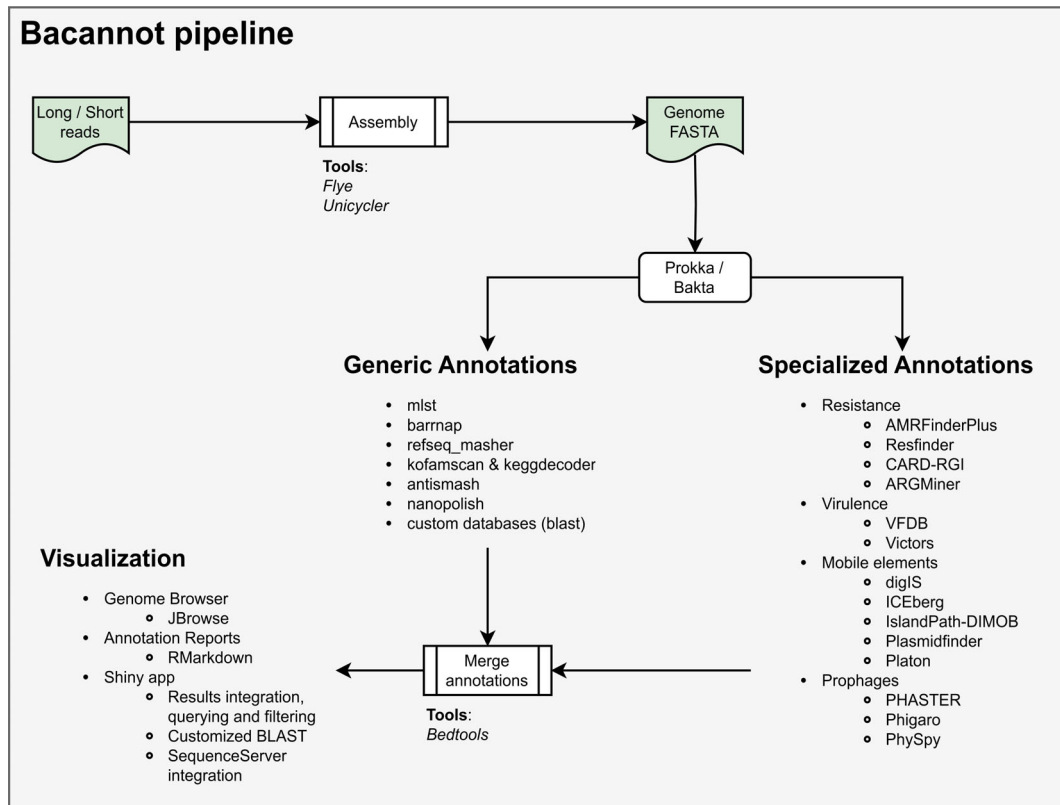 Bacannot pipeline
Long / Short
reads
Assembly
Genome
FASTA
Tools:
Flye
Unicycler
Prokka /
Bakta
Generic Annotations
• mlst
• barrnap
• refseq_masher
• kofamscan & keggdecoder
• antismash
• nanopolish
• custom databases (blast)
Specialized Annotations
• Resistance
AMRFinderPlus
Resfinder
CARD-RGI
ARGMiner
• Virulence
VFDB
Victors
• Mobile elements
digIS
ICEberg
IslandPath-DIMOB
Plasmidfinder
Platon
• Prophages
PHASTER
Phigaro
PhySpy
Merge
annotations
Tools:
Bedtools
Visualization
• Genome Browser
JBrowse
• Annotation Reports
RMarkdown
• Shiny app
Results integration,
querying and filtering
Customized BLAST
SequenceServer
integration